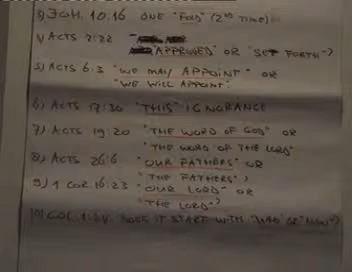 3) JOH. 10:16 ONE "FOLD" (2nd TIME)
4) ACTS 2:22
"APPROVED" OR "SET FORTH"?
5) ACTS 6:3 "WE MAY APPOINT" OR
"WE WILL APPOINT."
6) ACTS 17:30 "THIS" IGNORANCE
7) ACTS 19:20 "THE WORD OF GOD" OR
"THE WORD OF THE LORD"
8) ACTS 26:6 "OUR FATHERS" OR
"THE FATHERS"?
9) 1 COR 16:23 "OUR LORD" OR
"THE LORD"?
10) COL 1:24 DOES IT START WITH "WHO" OR "NOW"?